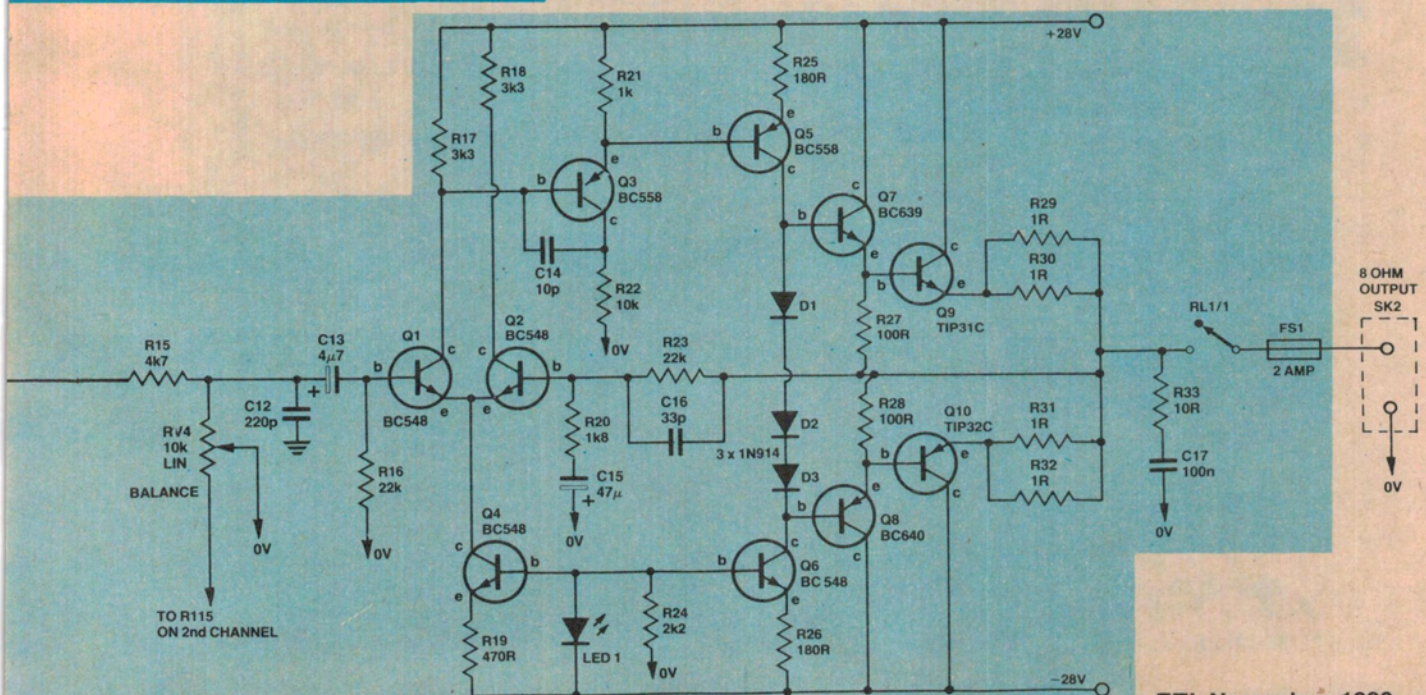 +28V
R18
3k3
R21
1k
R25
180R
R17
3k3
b
e
Q3
BC558
c
b
e
Q5
BC558
c
C14
10p
R22
10k
0V
b
c
Q7
BC639
e
b
c
e
Q9
TIP31C
R29
1R
R30
1R
D1
R27
100R
8 OHM
OUTPUT
SK2
0V
RL1/1
FS1
2 AMP
R15
4k7
C13
4μ7
+
C12
220p
RV4
10k
LIN
BALANCE
0V
TO R115
ON 2nd CHANNEL
R16
22k
0V
Q1
b
c
e
BC548
Q2
BC548
c
e
b
R20
1k8
C15
47μ
+
0V
R23
22k
C16
33p
D2
3 x 1N914
D3
R28
100R
Q10
TIP32C
b
e
c
R31
1R
R32
1R
R33
10R
C17
100n
0V
b
e
Q8
BC640
c
Q4
BC548
c
b
e
R19
470R
LED 1
R24
2k2
0V
b
c
Q6
BC 548
e
R26
180R
−28V